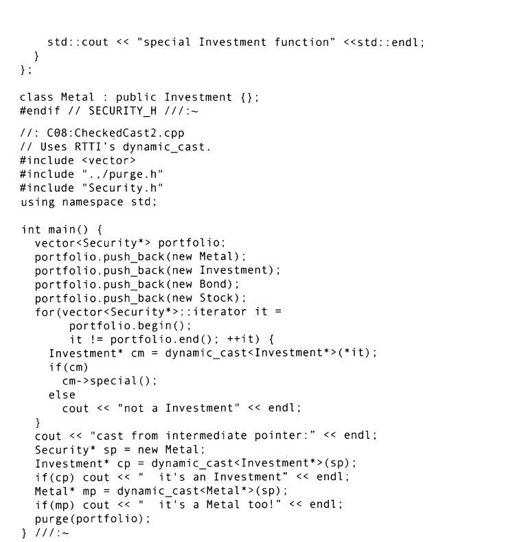 std::cout << "special Investment function" <<std::endl;
}
};
class Metal : public Investment {};
#endif // SECURITY_H ///:~
//: C08:CheckedCast2.cpp
// Uses RTTI's dynamic_cast.
#include <vector>
#include "../purge.h"
#include "Security.h"
using namespace std;
int main() {
vector<Security*> portfolio;
portfolio.push_back(new Metal);
portfolio.push_back(new Investment);
portfolio.push_back(new Bond);
portfolio.push_back(new Stock);
for(vector<Security*>::iterator it =
portfolio.begin();
it != portfolio.end(); ++it) {
Investment* cm = dynamic_cast<Investment*>(*it);
if(cm)
cm->special();
else
cout << "not a Investment" << endl;
}
cout << "cast from intermediate pointer:" << endl;
Security* sp = new Metal;
Investment* cp = dynamic_cast<Investment*>(sp);
if(cp) cout << "  it's an Investment" << endl;
Metal* mp = dynamic_cast<Metal*>(sp);
if(mp) cout << "  it's a Metal too!" << endl;
purge(portfolio);
} ///:~